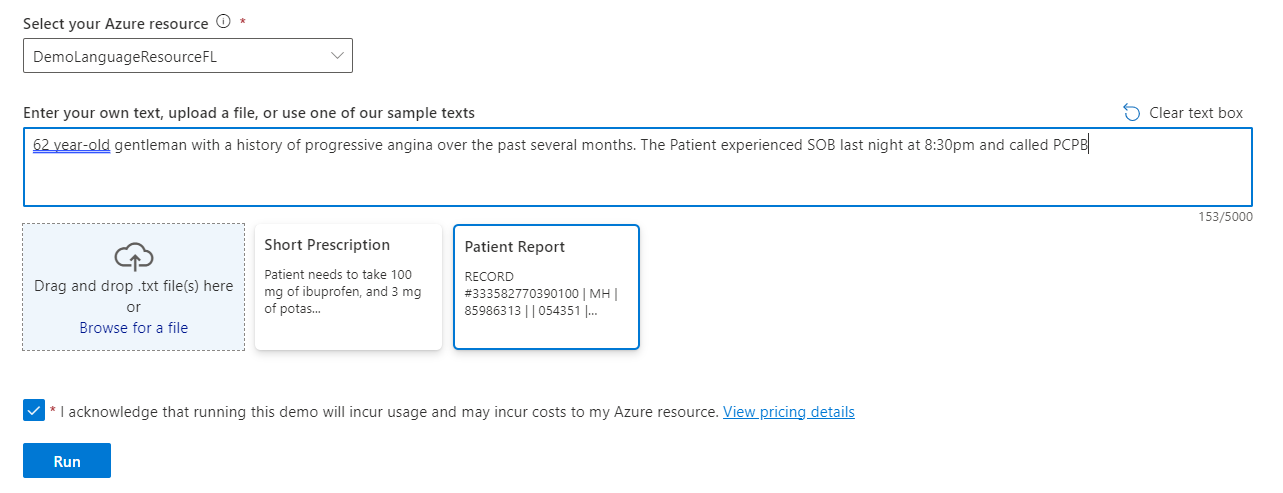 Select your Azure resource *
DemoLanguageResourceFL
Enter your own text, upload a file, or use one of our sample texts
Clear text box
62 year-old gentleman with a history of progressive angina over the past several months. The Patient experienced SOB last night at 8:30pm and called PCPB
153/5000
Drag and drop .txt file(s) here
or
Browse for a file
Short Prescription
Patient needs to take 100
mg of ibuprofen, and 3 mg
of potas...
Patient Report
RECORD
#333582770390100 | MH |
85986313 | | 054351 |...
* I acknowledge that running this demo will incur usage and may incur costs to my Azure resource. View pricing details
Run